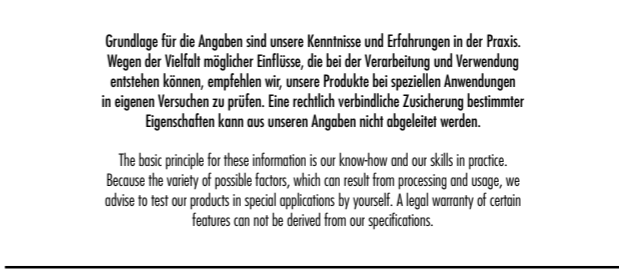 Grundlage für die Angaben sind unsere Kenntnisse und Erfahrungen in der Praxis.
Wegen der Vielfalt möglicher Einflüsse, die bei der Verarbeitung und Verwendung
entstehen können, empfehlen wir, unsere Produkte bei speziellen Anwendungen
in eigenen Versuchen zu prüfen. Eine rechtlich verbindliche Zusicherung bestimmter
Eigenschaften kann aus unseren Angaben nicht abgeleitet werden.
The basic principle for these information is our know-how and our skills in practice.
Because the variety of possible factors, which can result from processing and usage, we
advise to test our products in special applications by yourself. A legal warranty of certain
features can not be derived from our specifications.